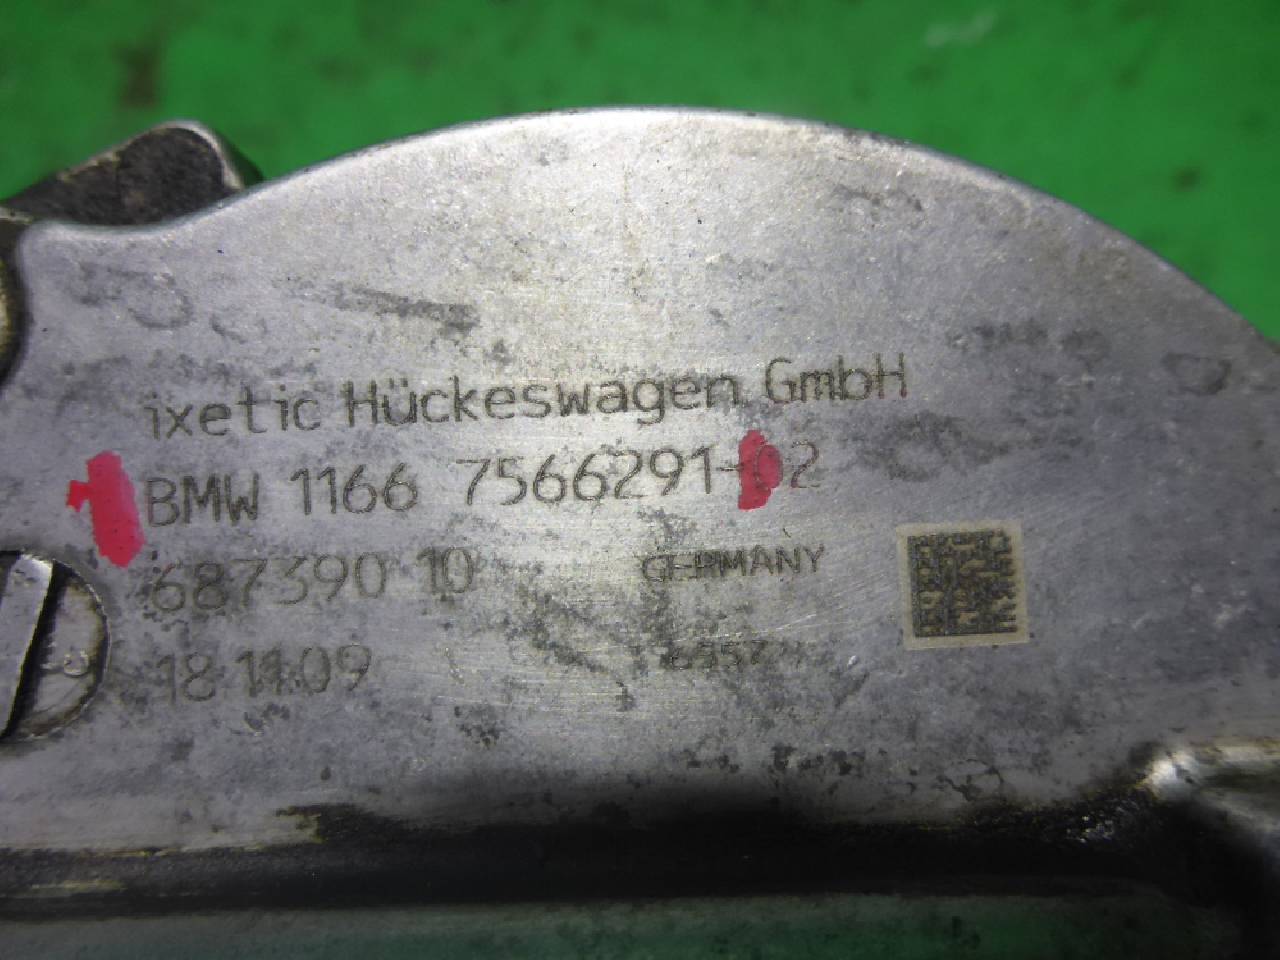 ixetic Hückeswagen GmbH
BMW 1166 7566291-02
687390 10 GERMANY
18.11.09